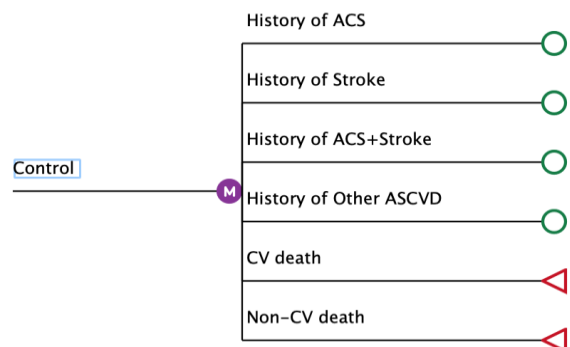 History of ACS
History of Stroke
History of ACS+Stroke
Control
M
History of Other ASCVD
CV death
Non-CV death